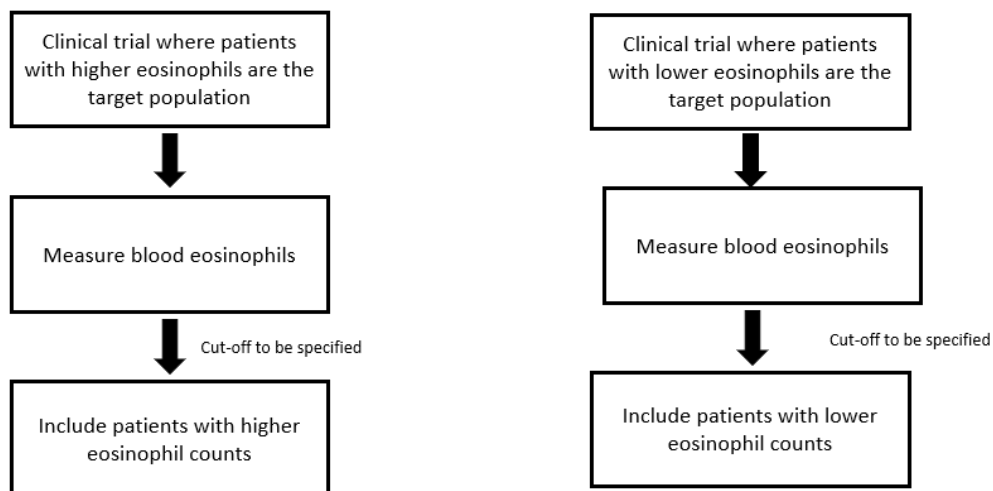 Clinical trial where patients
with higher eosinophils are the
target population
Measure blood eosinophils
Cut-off to be specified
Include patients with higher
eosinophil counts
Clinical trial where patients
with lower eosinophils are the
target population
Measure blood eosinophils
Cut-off to be specified
Include patients with lower
eosinophil counts